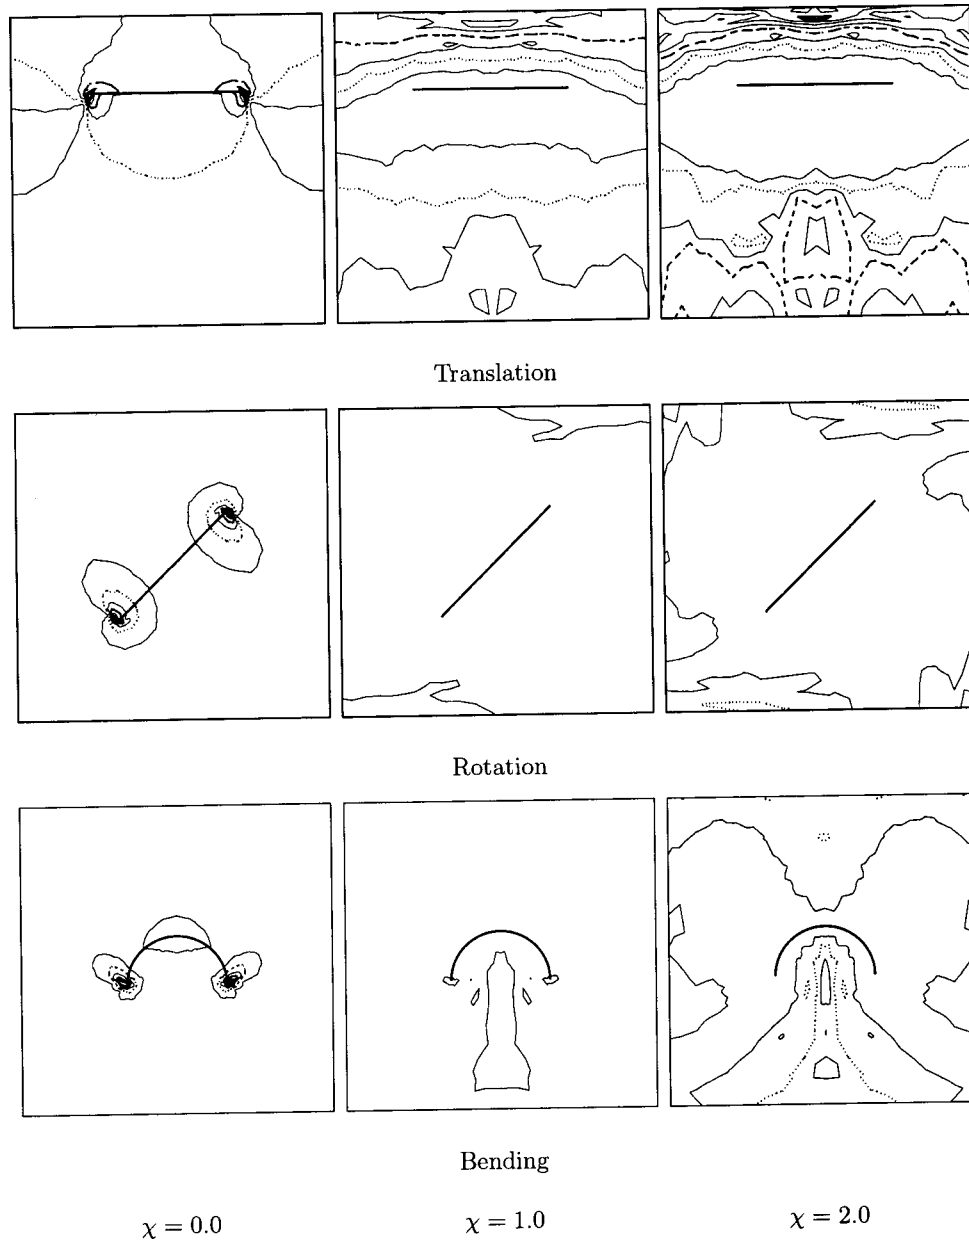 Translation
Rotation
Bending
χ = 0.0
χ = 1.0
χ = 2.0